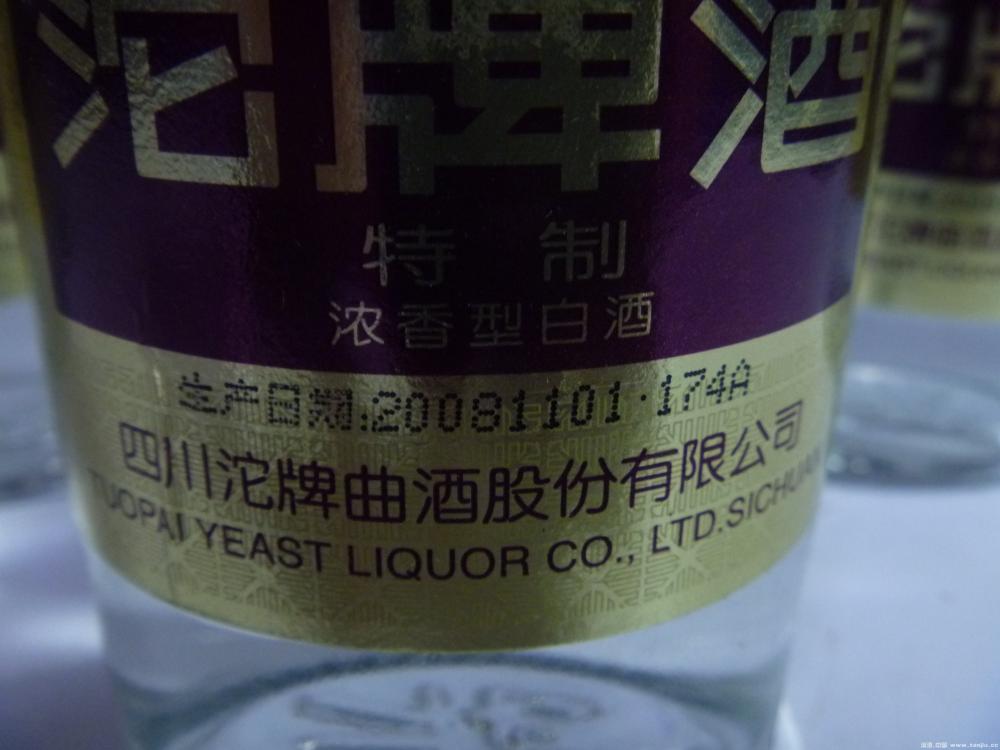 沱牌酒
特制
浓香型白酒
生产日期:20081101·174A
四川沱牌曲酒股份有限公司
TUOPAI YEAST LIQUOR CO., LTD.SICHUAN